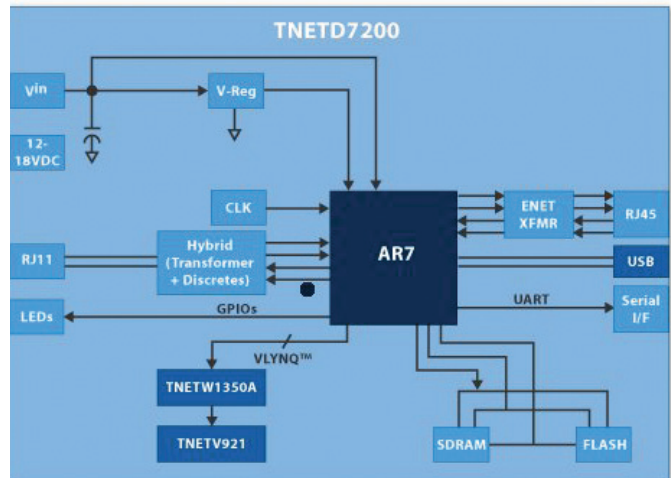 TNETD7200
Vin
V-Reg
12-
18VDC
CLK
ENET
XFMR
RJ45
AR7
RJ11
Hybrid
(Transformer
+ Discretes)
USB
LEDs
GPIOs
UART
Serial
I/F
VLYNQ™
TNETW1350A
TNETV921
SDRAM
FLASH